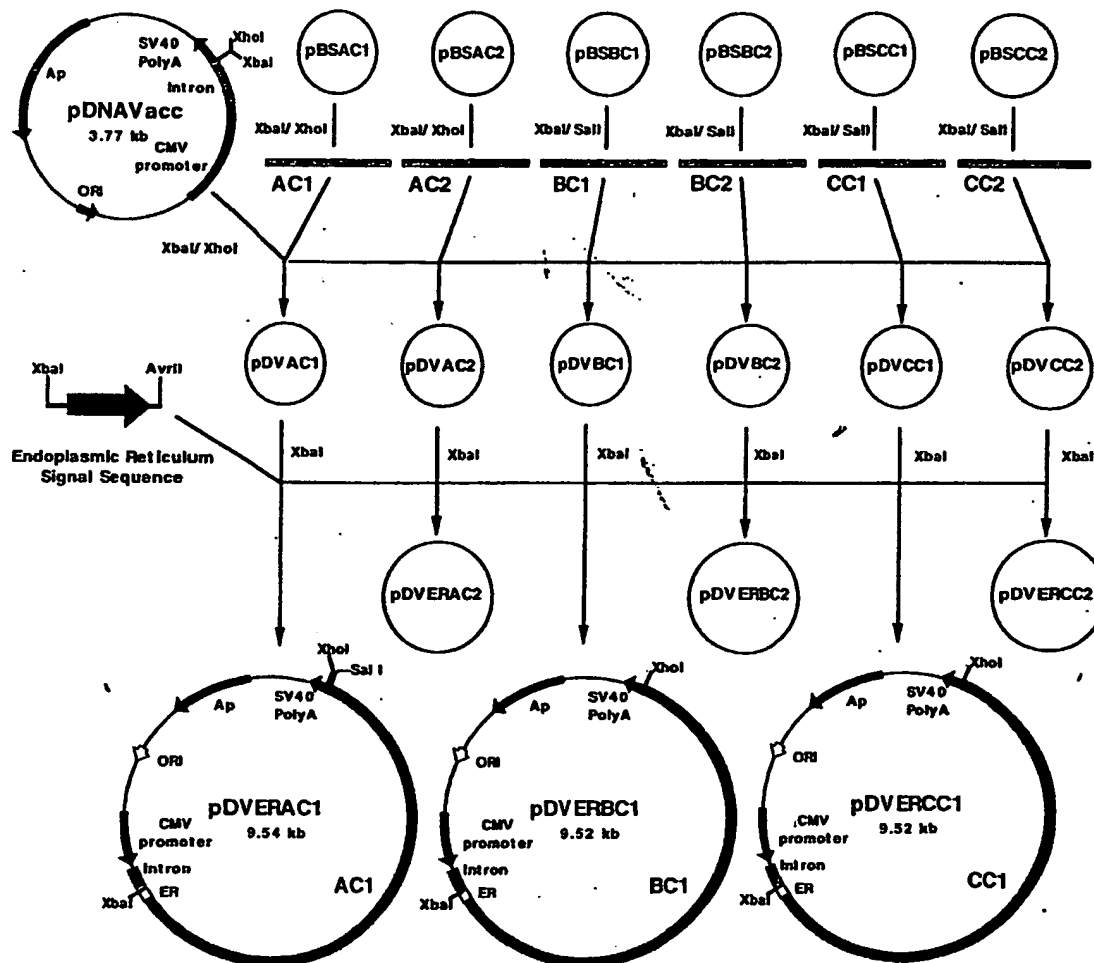 SV40
PolyA
XhoI
XbaI
Ap
Intron
pDNAVacc
3.77 kb
CMV
promoter
ORI
XbaI/ XhoI
pBSAC1
pBSAC2
pBSBC1
pBSBC2
pBSCC1
pBSCC2
XbaI/ XhoI
XbaI/ XhoI
XbaI/ SalI
XbaI/ SalI
XbaI/ SalI
XbaI/ SalI
AC1
AC2
BC1
BC2
CC1
CC2
pDVAC1
pDVAC2
pDVBC1
pDVBC2
pDVCC1
pDVCC2
XbaI
AvrII
Endoplasmic Reticulum
Signal Sequence
XbaI
XbaI
XbaI
XbaI
XbaI
XbaI
pDVERAC2
pDVERBC2
pDVERCC2
XhoI
Sal I
SV40
PolyA
Ap
ORI
pDVERAC1
9.54 kb
CMV
promoter
Intron
ER
XbaI
AC1
XhoI
SV40
PolyA
Ap
ORI
pDVERBC1
9.52 kb
CMV
promoter
Intron
ER
XbaI
BC1
XhoI
SV40
PolyA
Ap
ORI
pDVERCC1
9.52 kb
CMV
promoter
Intron
ER
XbaI
CC1